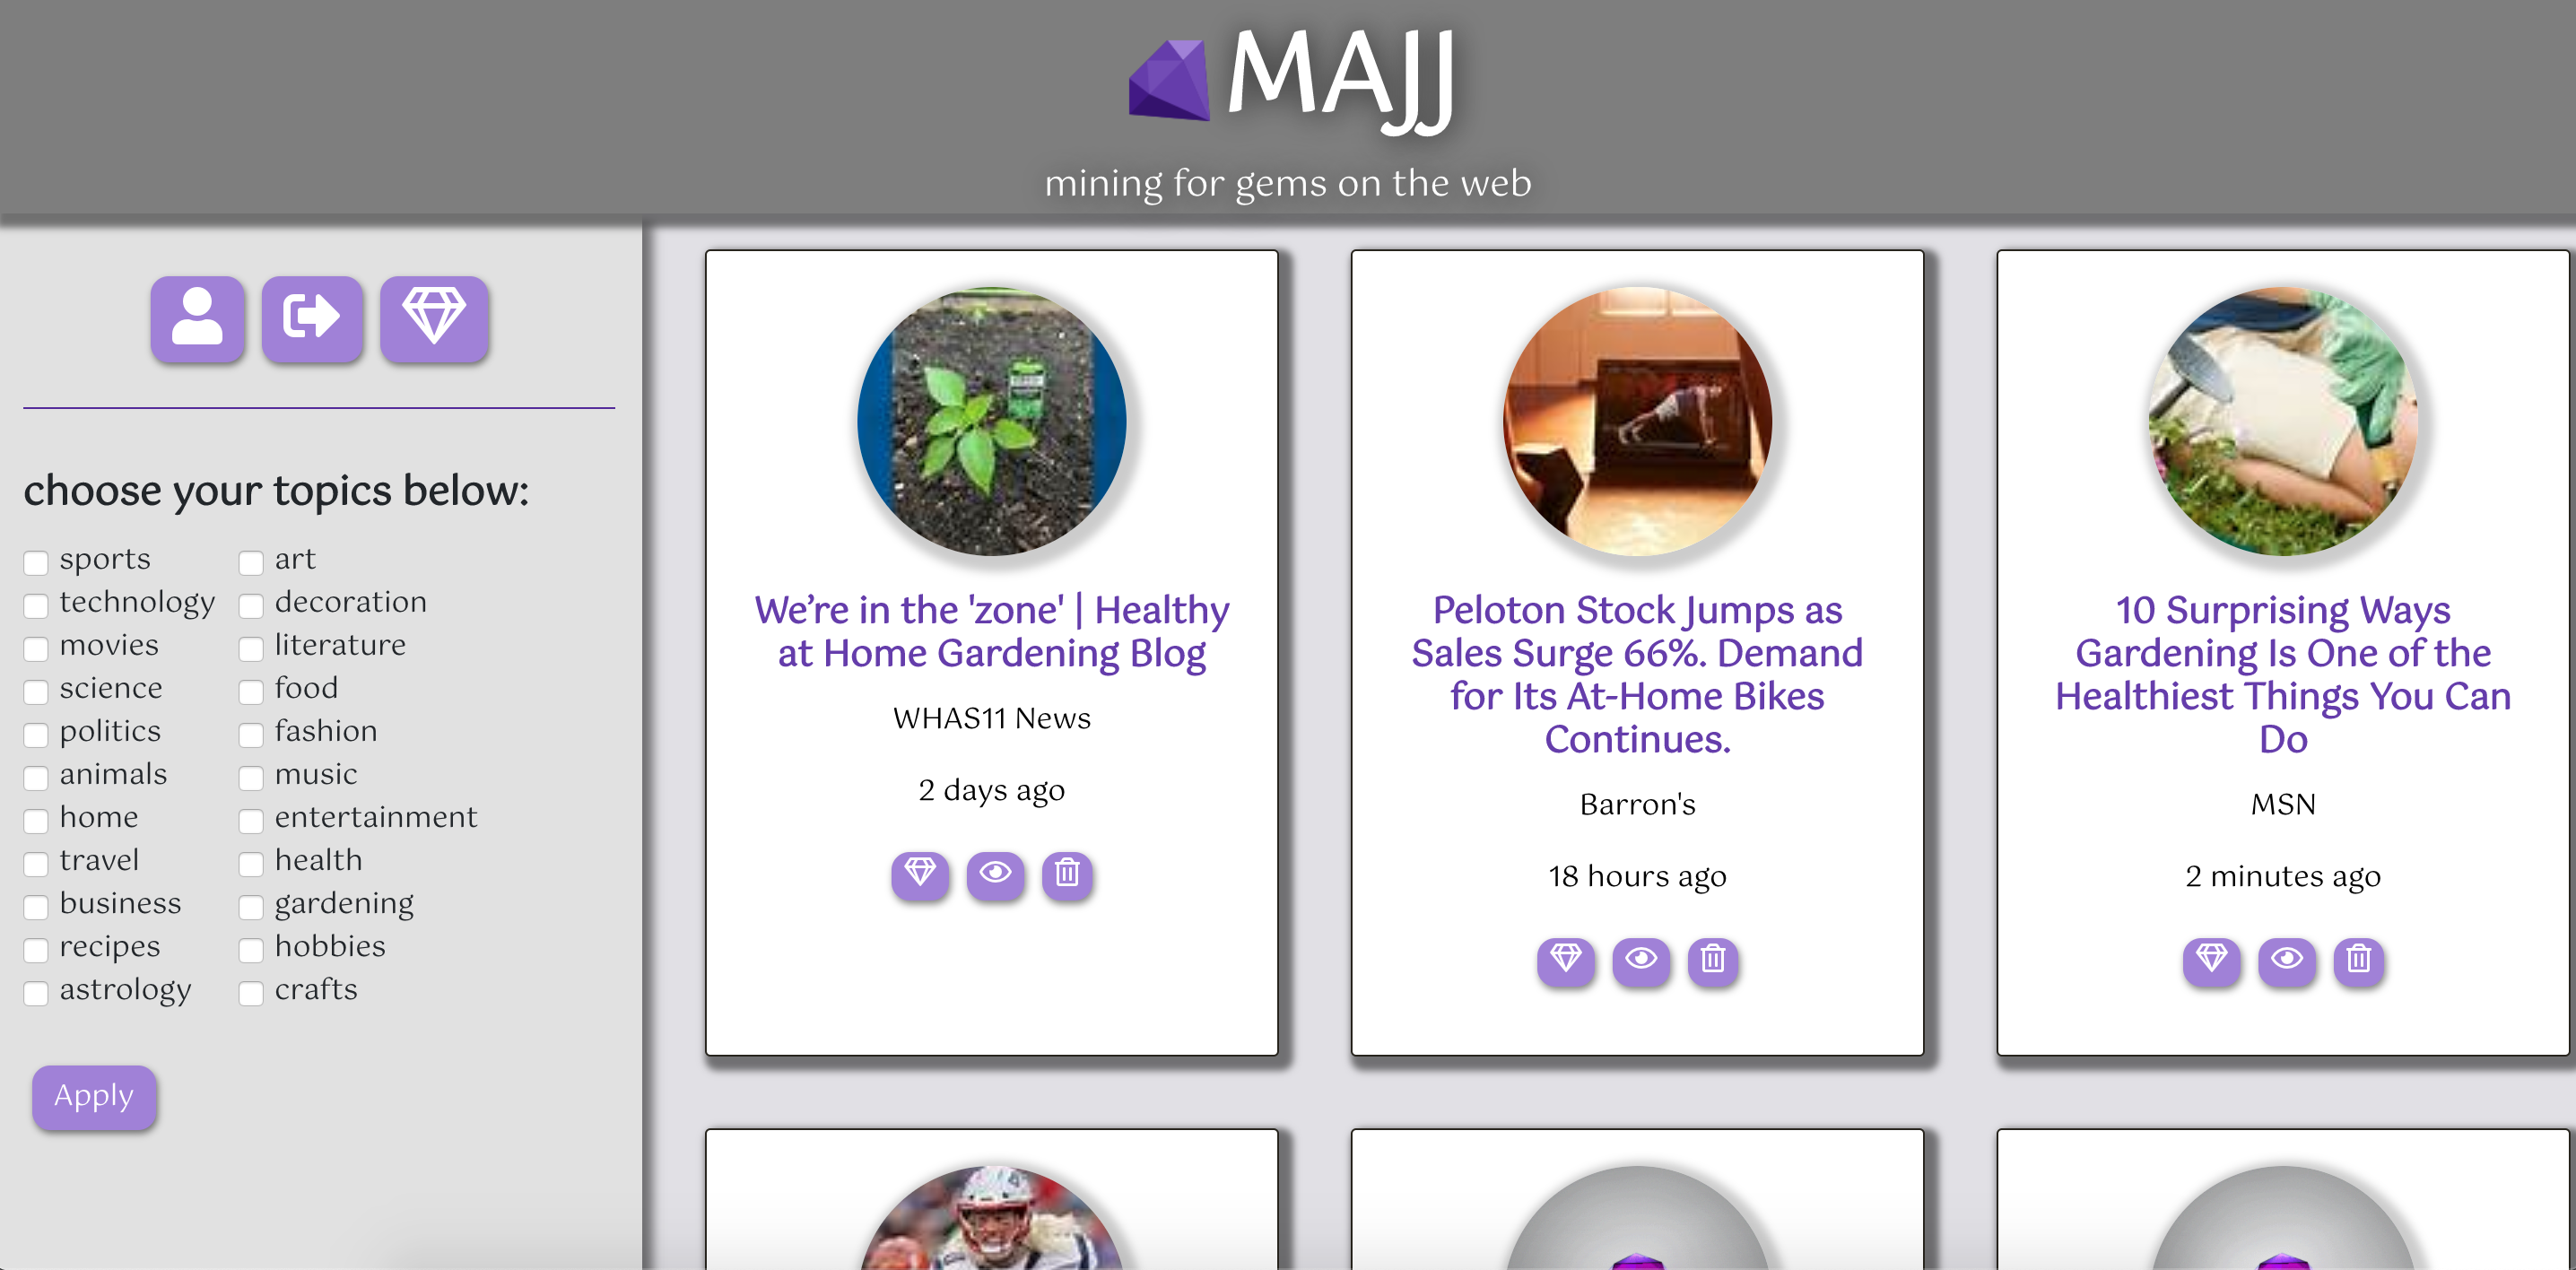 MAJJ
mining for gems on the web
choose your topics below:
sports
technology
movies
science
politics
animals
home
travel
business
recipes
astrology
art
decoration
literature
food
fashion
music
entertainment
health
gardening
hobbies
crafts
Apply
We’re in the 'zone' | Healthy
at Home Gardening Blog
WHAS11 News
2 days ago
Peloton Stock Jumps as
Sales Surge 66%. Demand
for Its At-Home Bikes
Continues.
Barron's
18 hours ago
10 Surprising Ways
Gardening Is One of the
Healthiest Things You Can
Do
MSN
2 minutes ago